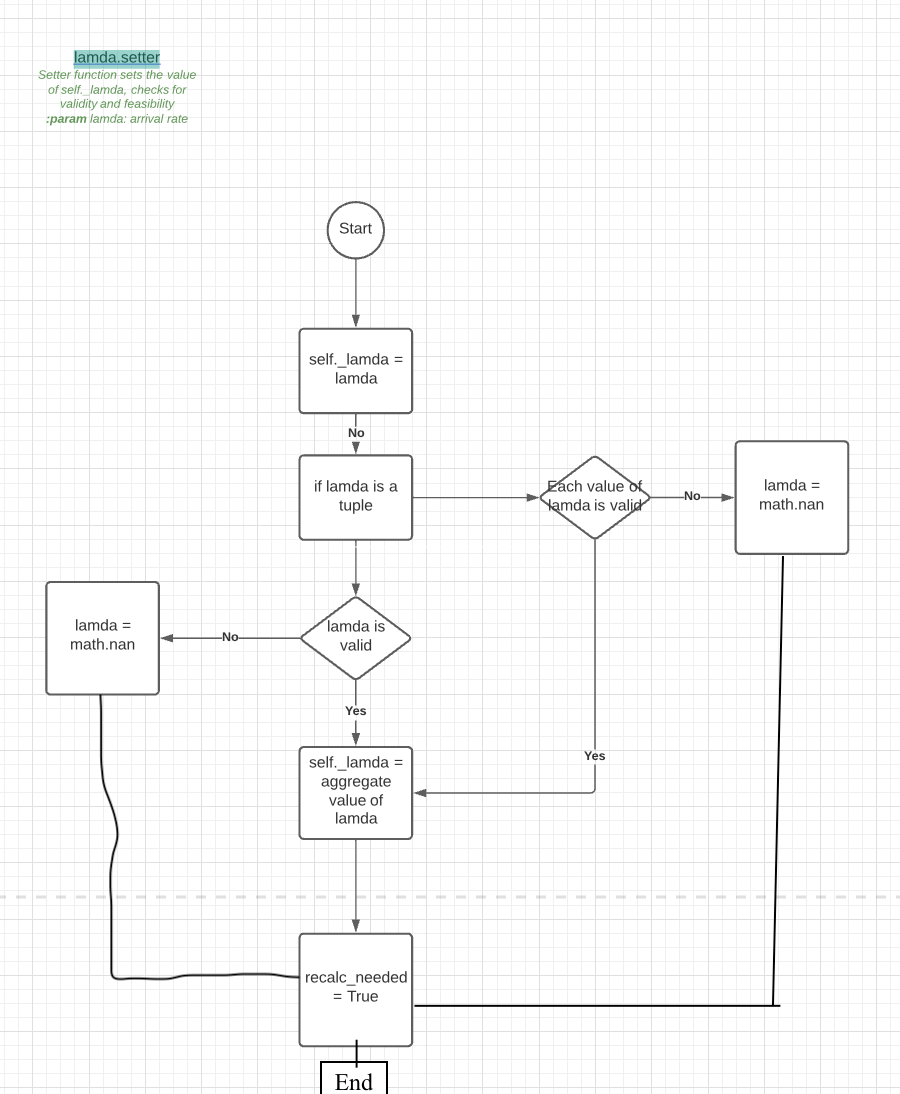 lamda.setter
Setter function sets the value
of self._lamda, checks for
validity and feasibility
:param lamda: arrival rate
Start
self._lamda =
lamda
No
if lamda is a
tuple
Each value of
lamda is valid
No
lamda =
math.nan
lamda =
math.nan
No
lamda is
valid
Yes
Yes
self._lamda =
aggregate
value of
lamda
recalc_needed
= True
End